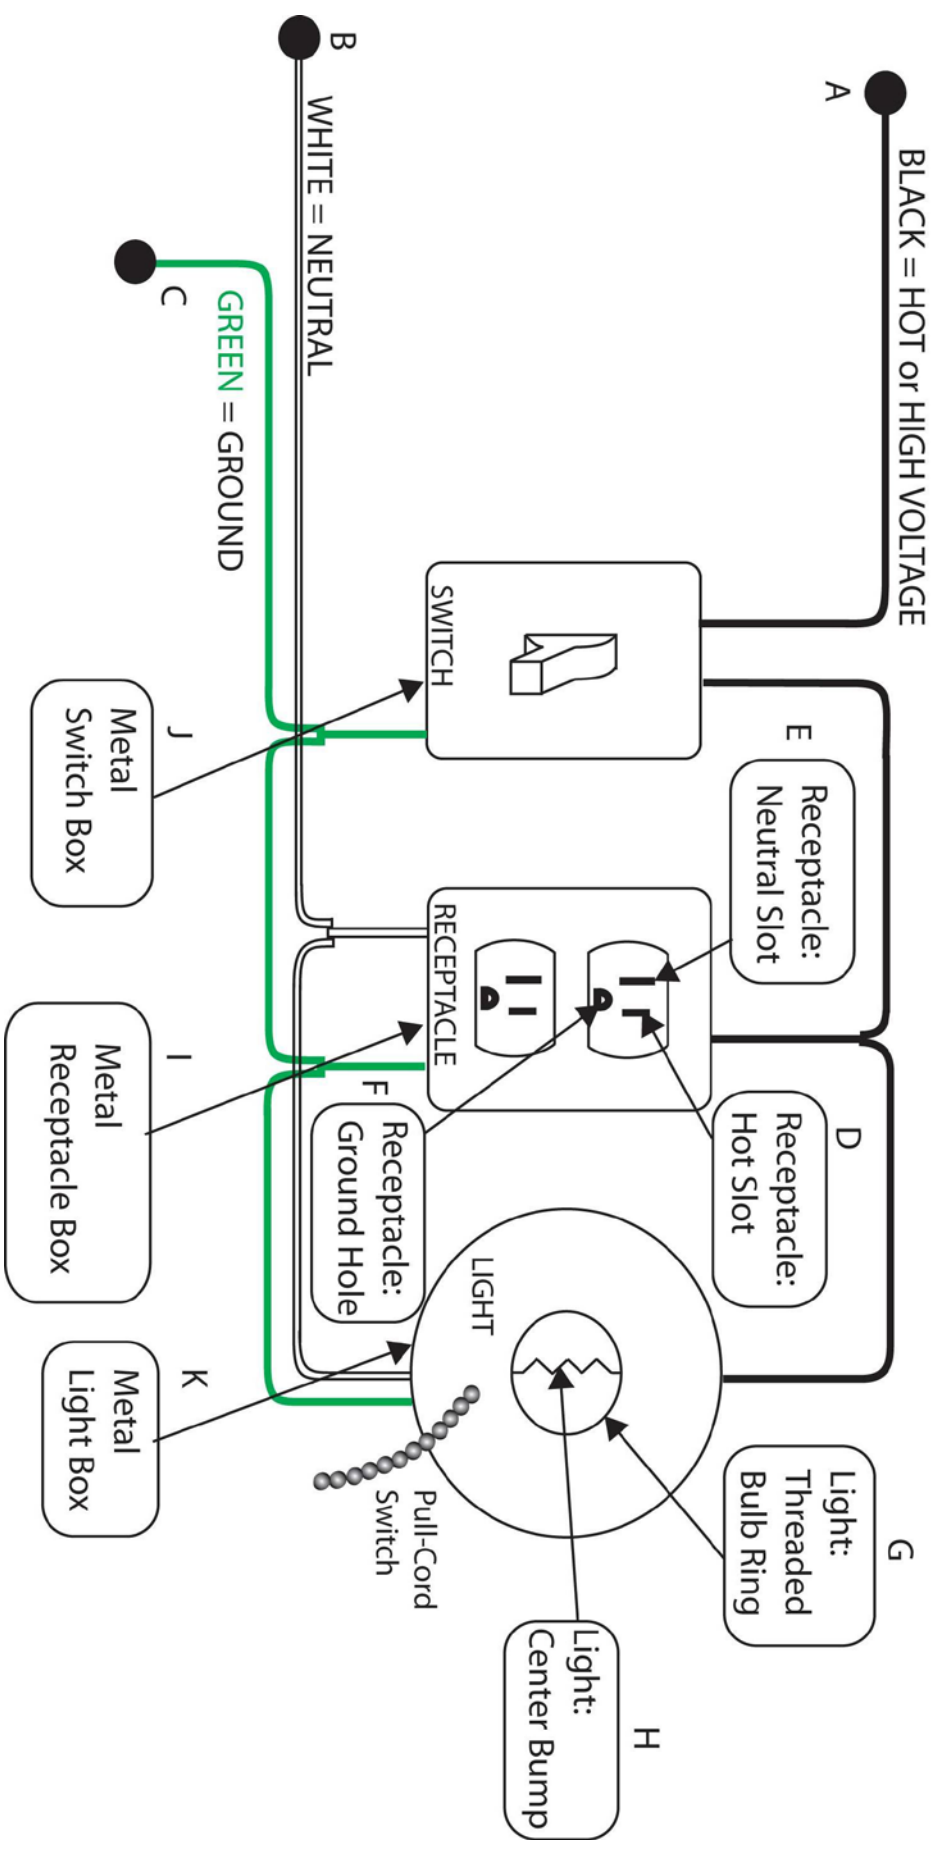 A
BLACK = HOT or HIGH VOLTAGE
B
WHITE = NEUTRAL
C
GREEN = GROUND
SWITCH
E
Receptacle:
Neutral Slot
RECEPTACLE
D
Receptacle:
Hot Slot
F
Receptacle:
Ground Hole
LIGHT
G
Light:
Threaded
Bulb Ring
H
Light:
Center Bump
Pull-Cord
Switch
J
Metal
Switch Box
I
Metal
Receptacle Box
K
Metal
Light Box